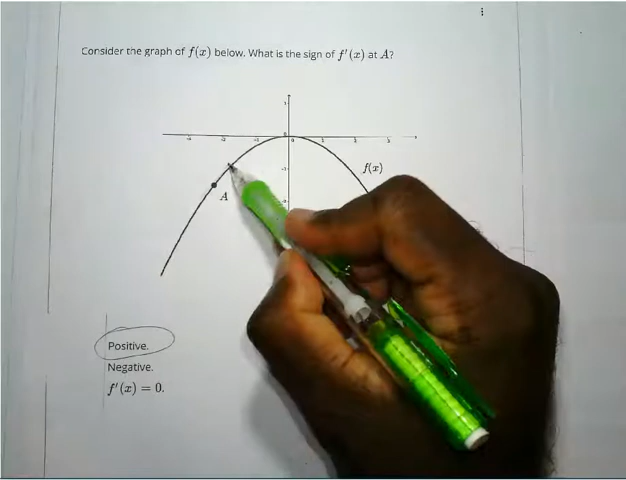 Consider the graph of f(x) below. What is the sign of f′(x) at A?
f(x)
A
Positive.
Negative.
f′(x) = 0.